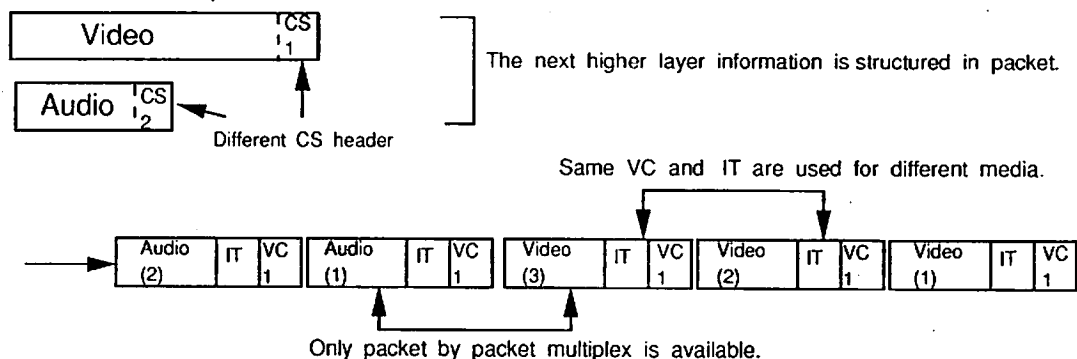 Video CS 1
The next higher layer information is structured in packet.
Audio CS 2
Different CS header
Same VC and IT are used for different media.
Audio (2) IT VC 1 Audio (1) IT VC 1 Video (3) IT VC 1 Video (2) IT VC 1 Video (1) IT VC 1
Only packet by packet multiplex is available.